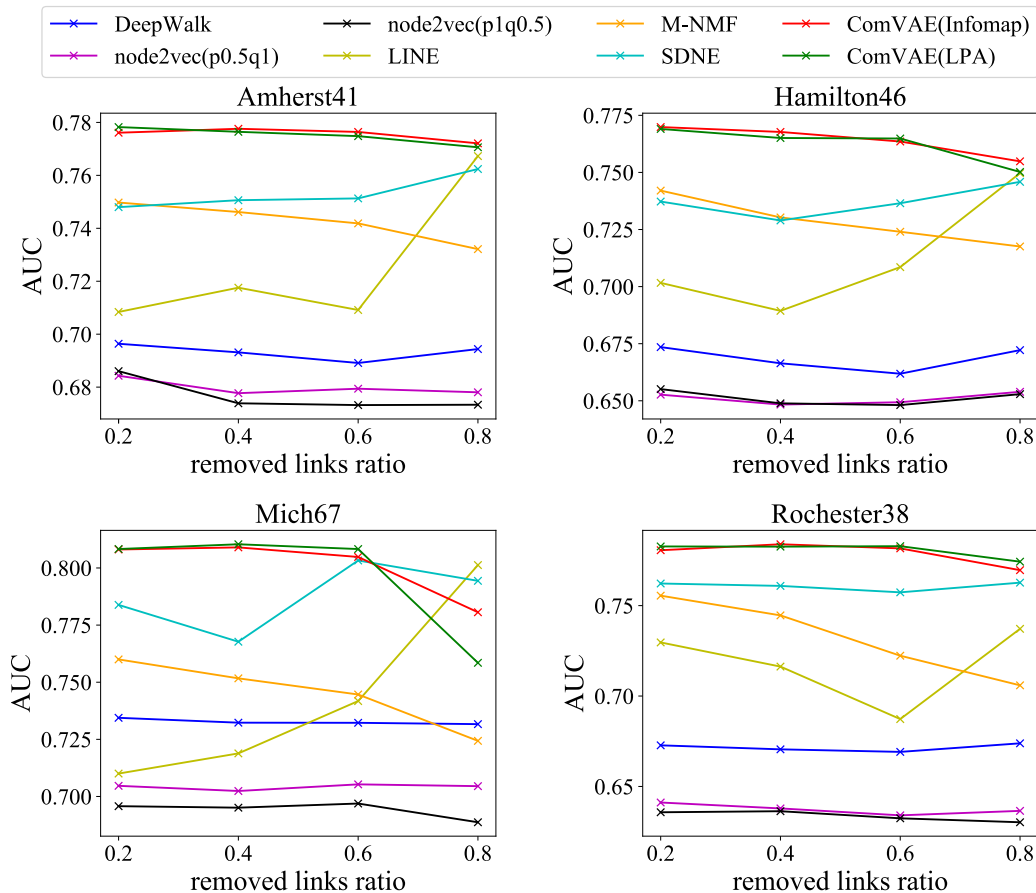 DeepWalk node2vec(p1q0.5) M-NMF ComVAE(Infomap)
node2vec(p0.5q1) LINE SDNE ComVAE(LPA)
Amherst41
0.78
0.76
0.74
0.72
0.70
0.68
AUC
0.2 0.4 0.6 0.8
removed links ratio
Hamilton46
0.775
0.750
0.725
0.700
0.675
0.650
AUC
0.2 0.4 0.6 0.8
removed links ratio
Mich67
0.800
0.775
0.750
0.725
0.700
AUC
0.2 0.4 0.6 0.8
removed links ratio
Rochester38
0.75
0.70
0.65
AUC
0.2 0.4 0.6 0.8
removed links ratio